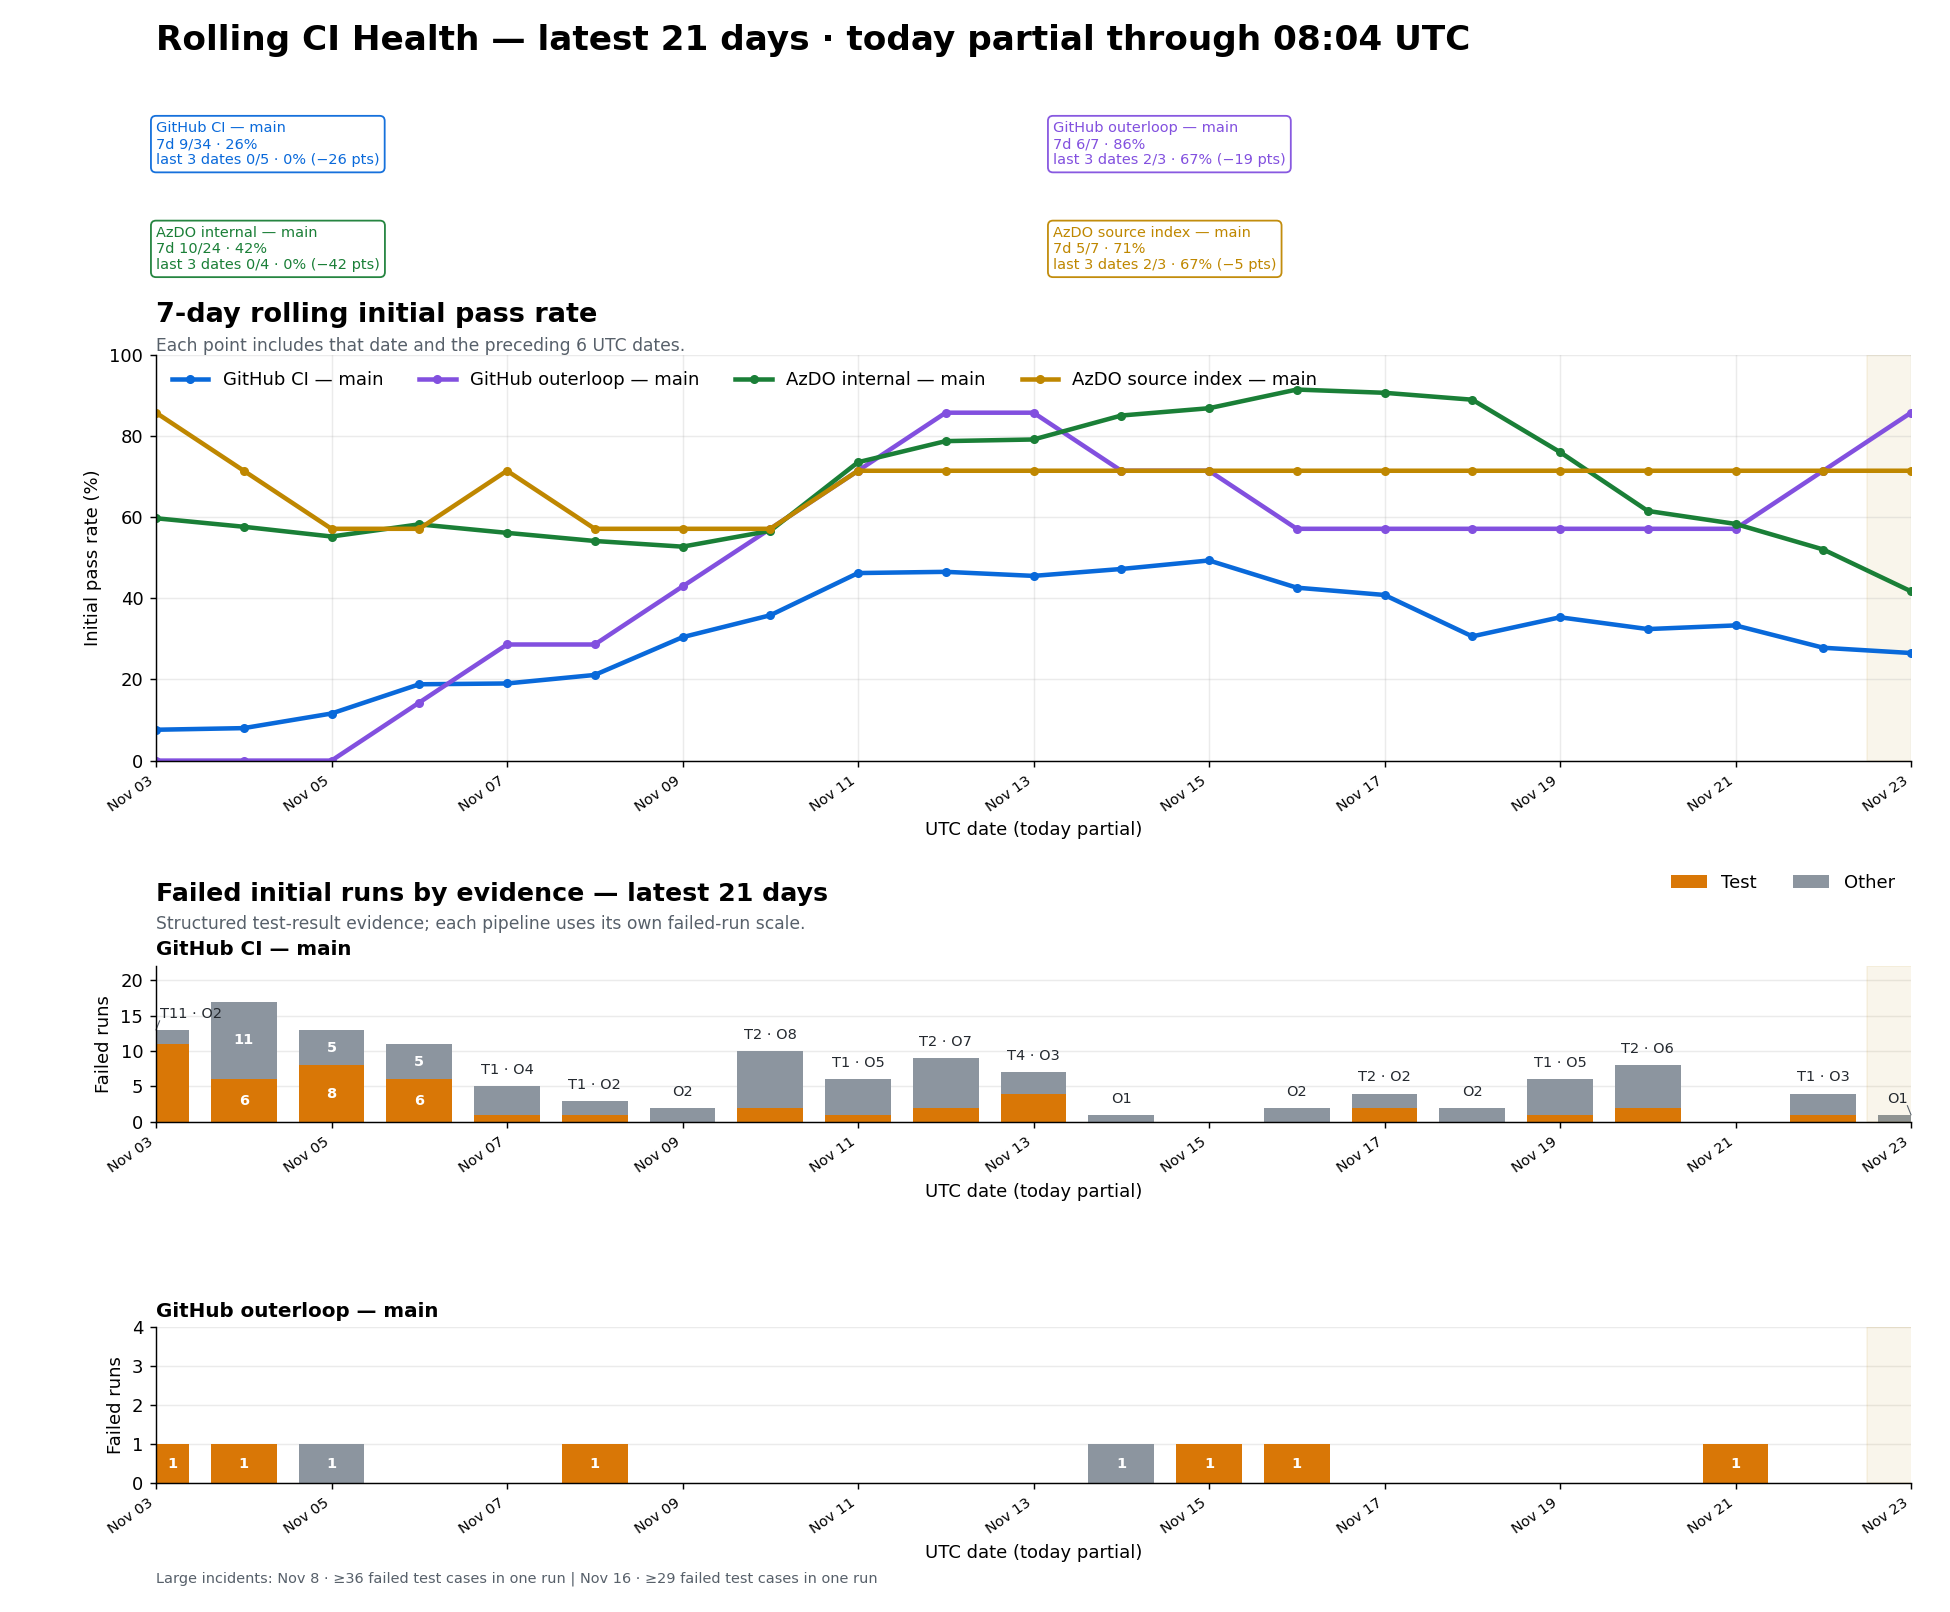 Rolling CI Health — latest 21 days · today partial through 08:04 UTC
GitHub CI — main
7d 9/34 · 26%
last 3 dates 0/5 · 0% (−26 pts)
GitHub outerloop — main
7d 6/7 · 86%
last 3 dates 2/3 · 67% (−19 pts)
AzDO internal — main
7d 10/24 · 42%
last 3 dates 0/4 · 0% (−42 pts)
AzDO source index — main
7d 5/7 · 71%
last 3 dates 2/3 · 67% (−5 pts)
7-day rolling initial pass rate
Each point includes that date and the preceding 6 UTC dates.
GitHub CI — main
GitHub outerloop — main
AzDO internal — main
AzDO source index — main
Initial pass rate (%)
100
80
60
40
20
0
Nov 03
Nov 05
Nov 07
Nov 09
Nov 11
Nov 13
Nov 15
Nov 17
Nov 19
Nov 21
Nov 23
UTC date (today partial)
Failed initial runs by evidence — latest 21 days
Test
Other
Structured test-result evidence; each pipeline uses its own failed-run scale.
GitHub CI — main
Failed runs
20
15
10
5
0
T11 · O2
11
6
5
8
5
6
T1 · O4
T1 · O2
O2
T2 · O8
T1 · O5
T2 · O7
T4 · O3
O1
O2
T2 · O2
O2
T1 · O5
T2 · O6
T1 · O3
O1
Nov 03
Nov 05
Nov 07
Nov 09
Nov 11
Nov 13
Nov 15
Nov 17
Nov 19
Nov 21
Nov 23
UTC date (today partial)
GitHub outerloop — main
Failed runs
4
3
2
1
0
1
1
1
1
1
1
1
1
Nov 03
Nov 05
Nov 07
Nov 09
Nov 11
Nov 13
Nov 15
Nov 17
Nov 19
Nov 21
Nov 23
UTC date (today partial)
Large incidents: Nov 8 · ≥36 failed test cases in one run | Nov 16 · ≥29 failed test cases in one run